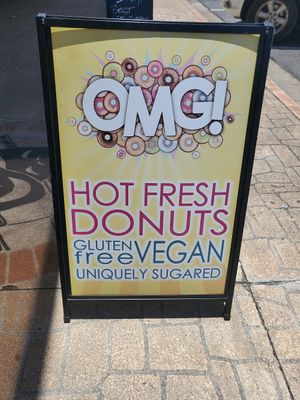 OMG!
HOT FRESH
DONUTS
GLUTEN
free VEGAN
UNIQUELY SUGARED